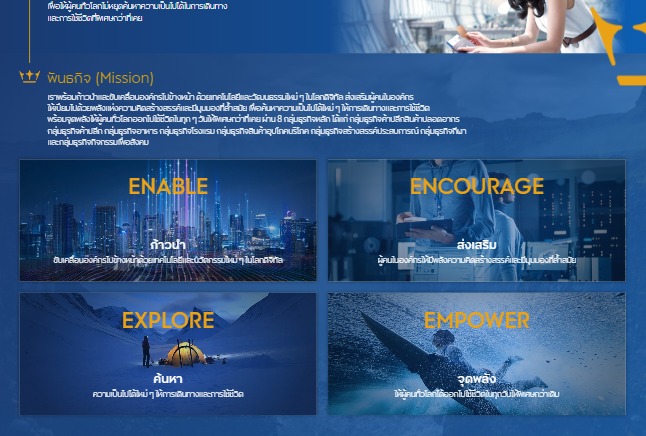 เพื่อให้ผู้คนทั่วโลกไม่หยุดค้นหาความเป็นไปได้ในการเดินทาง
และการใช้ชีวิตที่พิเศษกว่าที่เคย
พันธกิจ (Mission)
เราพร้อมก้าวนำและขับเคลื่อนองค์กรไปข้างหน้า ด้วยเทคโนโลยีและวัฒนธรรมใหม่ ๆ ในโลกดิจิทัล ส่งเสริมผู้คนในองค์กร
ให้เปี่ยมไปด้วยพลังแห่งความคิดสร้างสรรค์และมีมุมมองที่ล้ำสมัย เพื่อค้นหาความเป็นไปได้ใหม่ ๆ ให้การเดินทางและการใช้ชีวิต
พร้อมจุดพลังให้ผู้คนทั่วโลกออกไปใช้ชีวิตในทุก ๆ วันให้พิเศษกว่าที่เคย ผ่าน 8 กลุ่มธุรกิจหลัก ได้แก่ กลุ่มธุรกิจค้าปลีกสินค้าปลอดอากร
กลุ่มธุรกิจค้าปลีก กลุ่มธุรกิจอาหาร กลุ่มธุรกิจโรงแรม กลุ่มธุรกิจสินค้าอุปโภคบริโภค กลุ่มธุรกิจสร้างสรรค์ประสบการณ์ กลุ่มธุรกิจกีฬา
และกลุ่มธุรกิจกิจกรรมเพื่อสังคม
ENABLE
ก้าวนำ
ขับเคลื่อนองค์กรไปข้างหน้าด้วยเทคโนโลยีและนวัตกรรมใหม่ ๆ ในโลกดิจิทัล
ENCOURAGE
ส่งเสริม
ผู้คนในองค์กรให้มีพลังความคิดสร้างสรรค์และมีมุมมองที่ล้ำสมัย
EXPLORE
ค้นหา
ความเป็นไปได้ใหม่ ๆ ให้การเดินทางและการใช้ชีวิต
EMPOWER
จุดพลัง
ให้ผู้คนทั่วโลกได้ออกไปใช้ชีวิตในทุกวันให้พิเศษกว่าเดิม